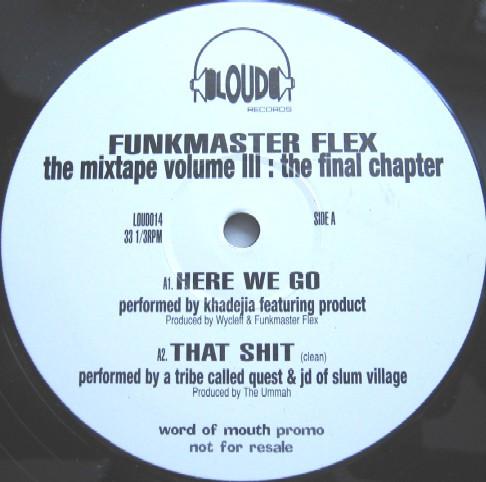 LOUD
RECORDS
FUNKMASTER FLEX
the mixtape volume III : the final chapter
LOUD014 SIDE A
33 1/3RPM
A1. HERE WE GO
performed by khadejia featuring product
Produced by Wycleff & Funkmaster Flex
A2. THAT SHIT (clean)
performed by a tribe called quest & jd of slum village
Produced by The Ummah
word of mouth promo
not for resale